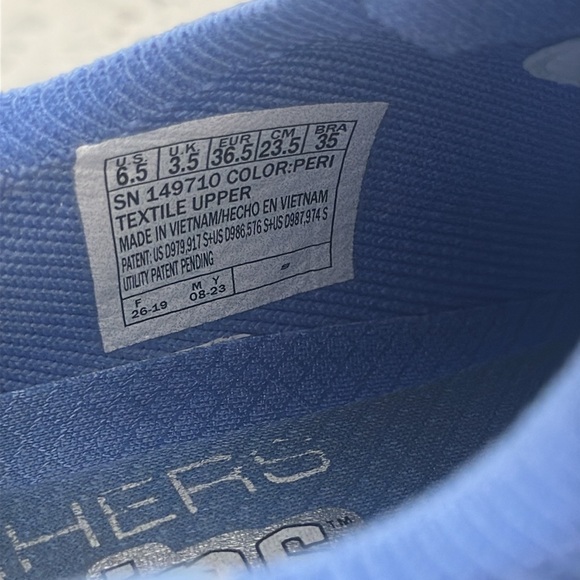 U.S. U.K. EUR CM BRA
6.5 3.5 36.5 23.5 35
SN 149710 COLOR:PERI
TEXTILE UPPER
MADE IN VIETNAM/HECHO EN VIETNAM
PATENT: US D979,917 S+US D986,576 S+US D987,974 S
UTILITY PATENT PENDING
F M Y
26-19 08-23
HERS
TM